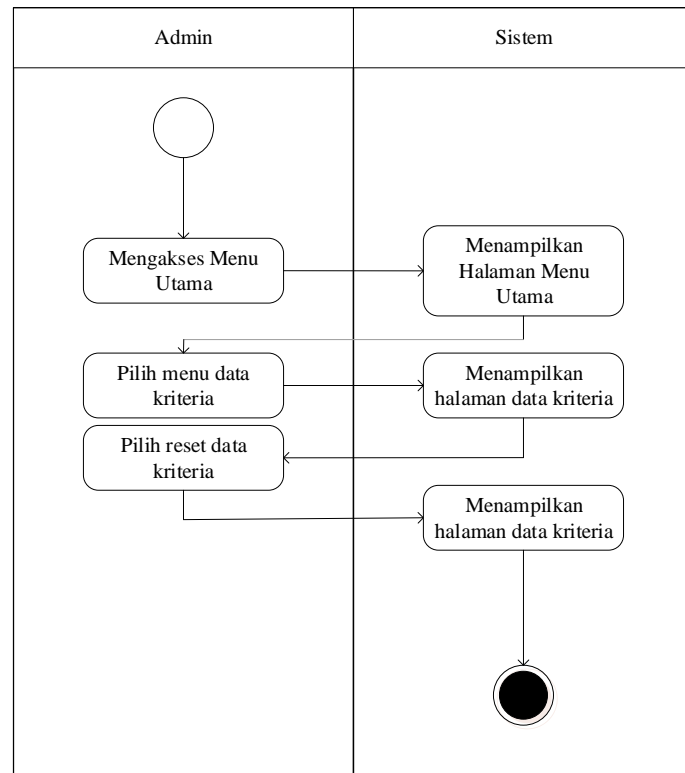 Admin
Sistem
Mengakses Menu
Utama
Menampilkan
Halaman Menu
Utama
Pilih menu data
kriteria
Menampilkan
halaman data kriteria
Pilih reset data
kriteria
Menampilkan
halaman data kriteria